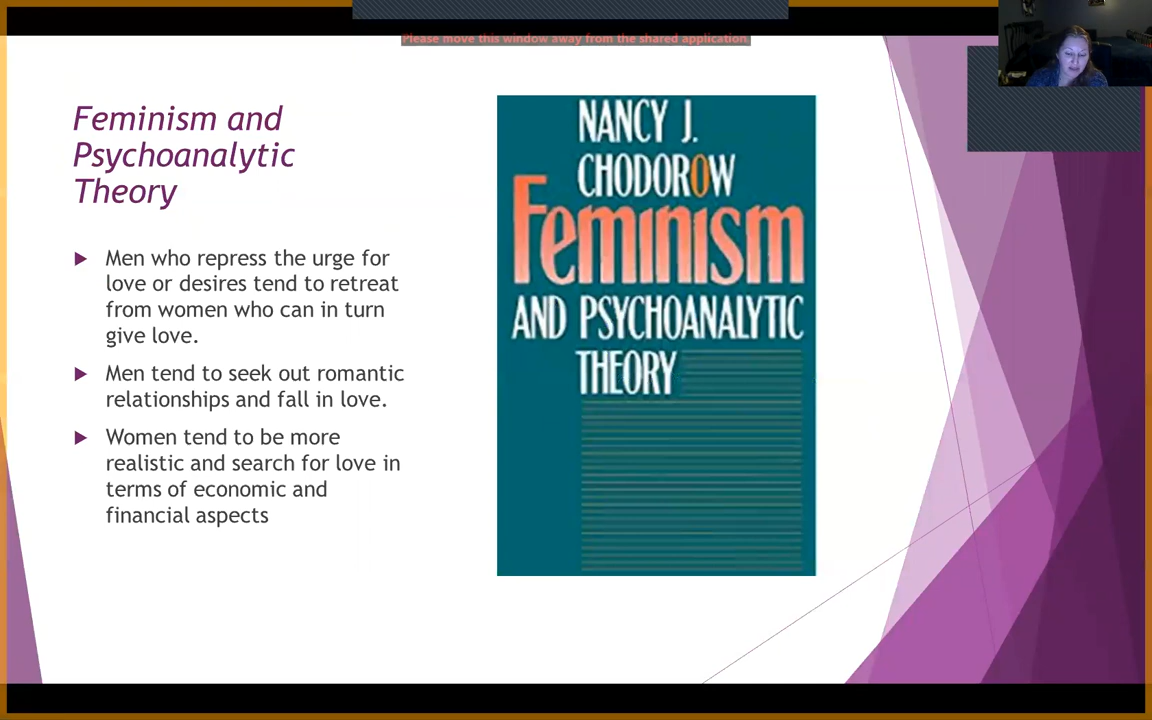 Please move this window away from the shared application
Feminism and
Psychoanalytic
Theory
Men who repress the urge for
love or desires tend to retreat
from women who can in turn
give love.
Men tend to seek out romantic
relationships and fall in love.
Women tend to be more
realistic and search for love in
terms of economic and
financial aspects
NANCY J.
CHODOROW
Feminism
AND PSYCHOANALYTIC
THEORY